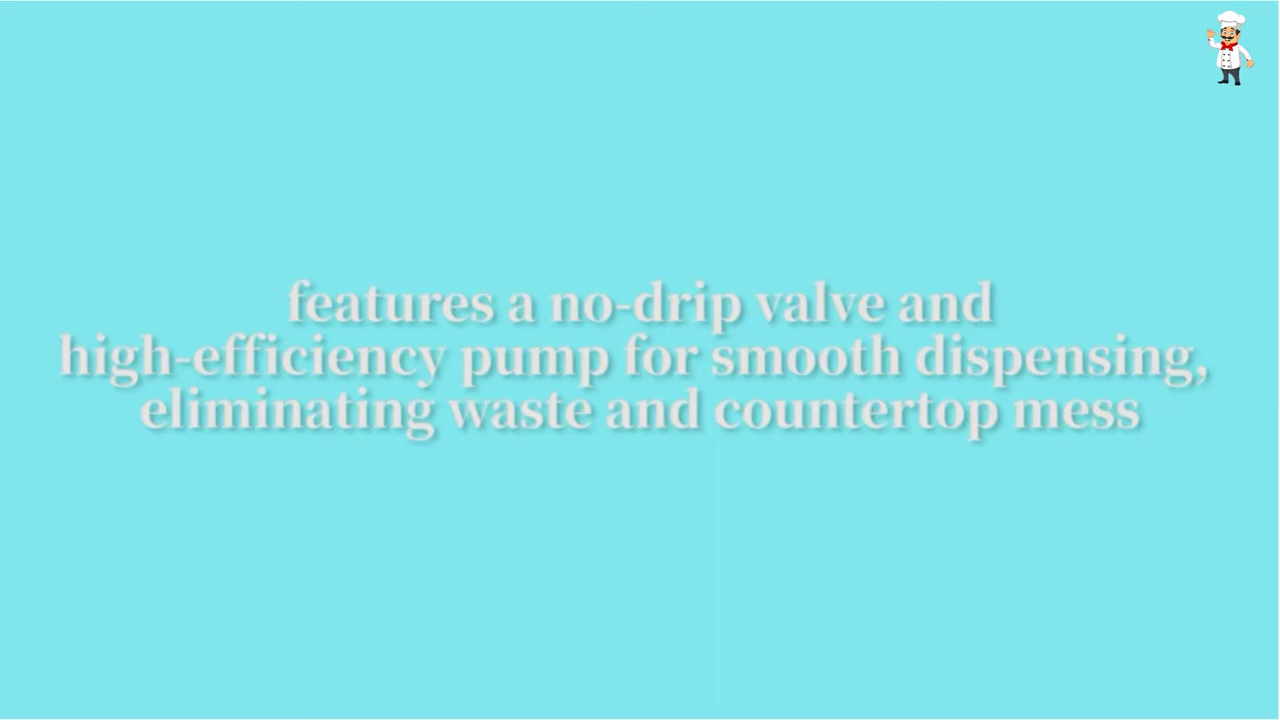 features a no-drip valve and
high-efficiency pump for smooth dispensing,
eliminating waste and countertop mess